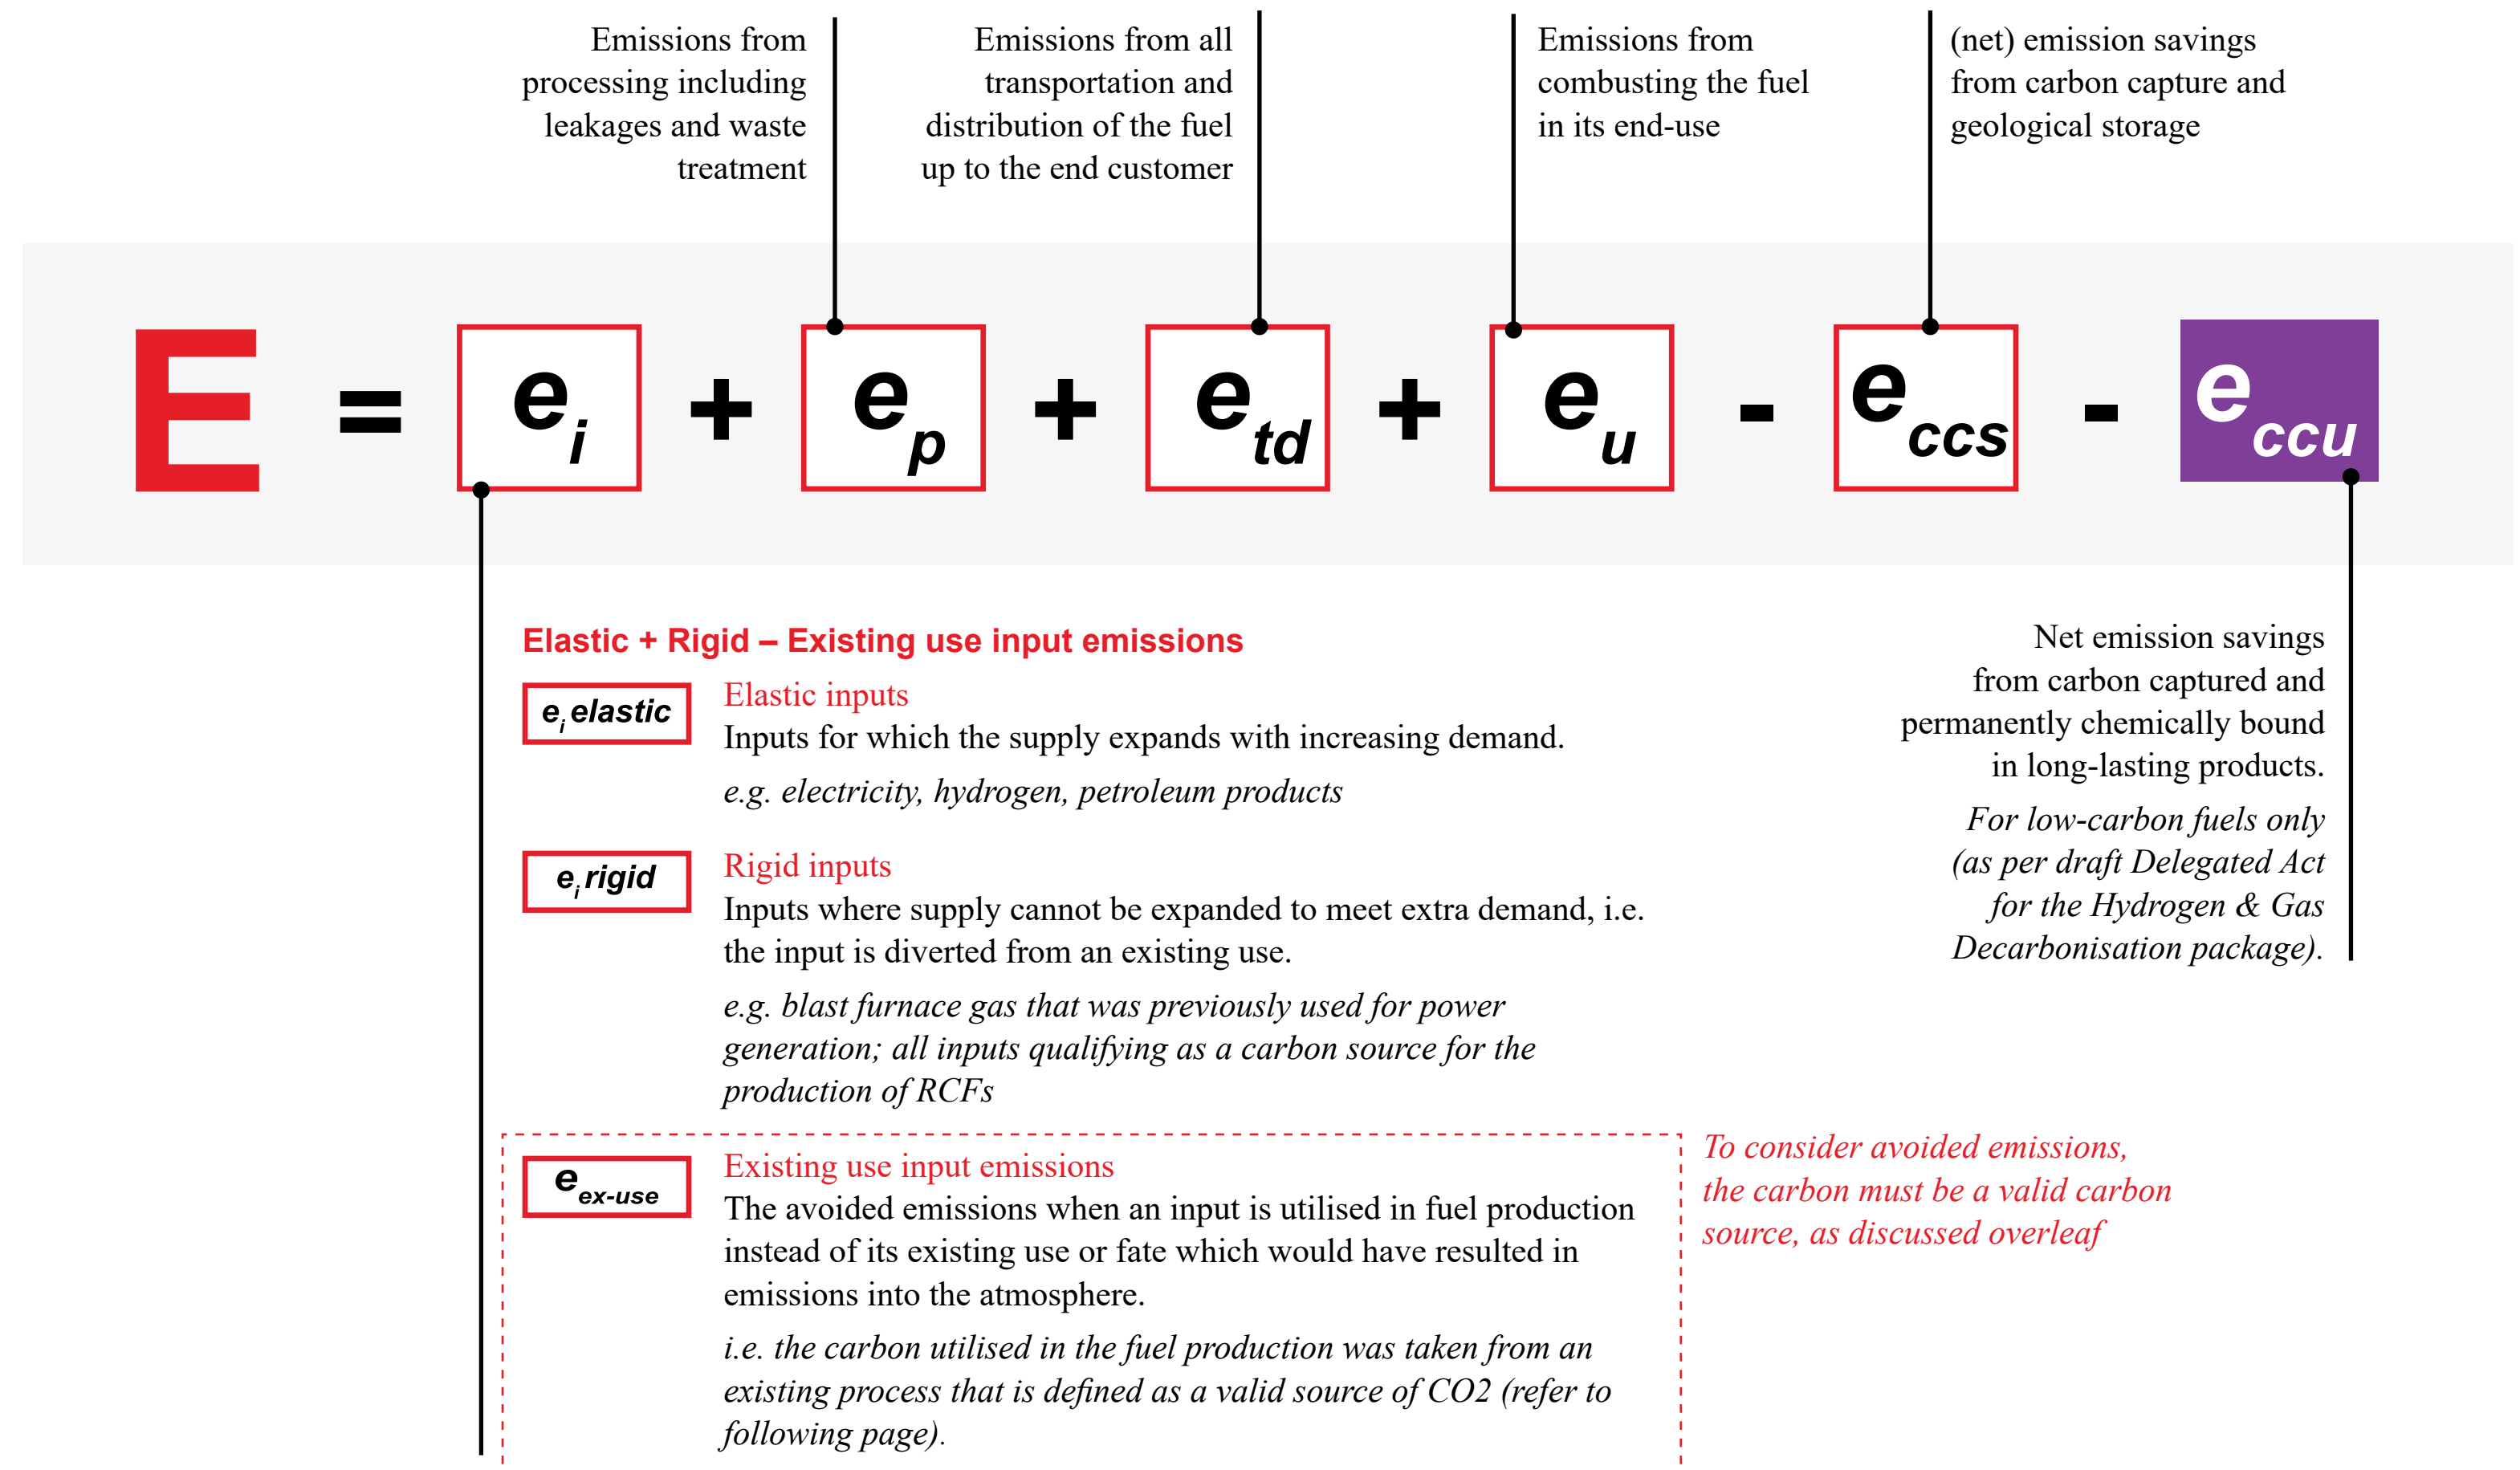 Emissions from
processing including
leakages and waste
treatment
Emissions from all
transportation and
distribution of the fuel
up to the end customer
Emissions from
combusting the fuel
in its end-use
(net) emission savings
from carbon capture and
geological storage
E = e i + e p + e td + e u - e ccs - e ccu
Elastic + Rigid – Existing use input emissions
e i elastic
Elastic inputs
Inputs for which the supply expands with increasing demand.
e.g. electricity, hydrogen, petroleum products
e i rigid
Rigid inputs
Inputs where supply cannot be expanded to meet extra demand, i.e.
the input is diverted from an existing use.
e.g. blast furnace gas that was previously used for power
generation; all inputs qualifying as a carbon source for the
production of RCFs
e ex-use
Existing use input emissions
The avoided emissions when an input is utilised in fuel production
instead of its existing use or fate which would have resulted in
emissions into the atmosphere.
i.e. the carbon utilised in the fuel production was taken from an
existing process that is defined as a valid source of CO2 (refer to
following page).
To consider avoided emissions,
the carbon must be a valid carbon
source, as discussed overleaf
Net emission savings
from carbon captured and
permanently chemically bound
in long-lasting products.
For low-carbon fuels only
(as per draft Delegated Act
for the Hydrogen & Gas
Decarbonisation package).